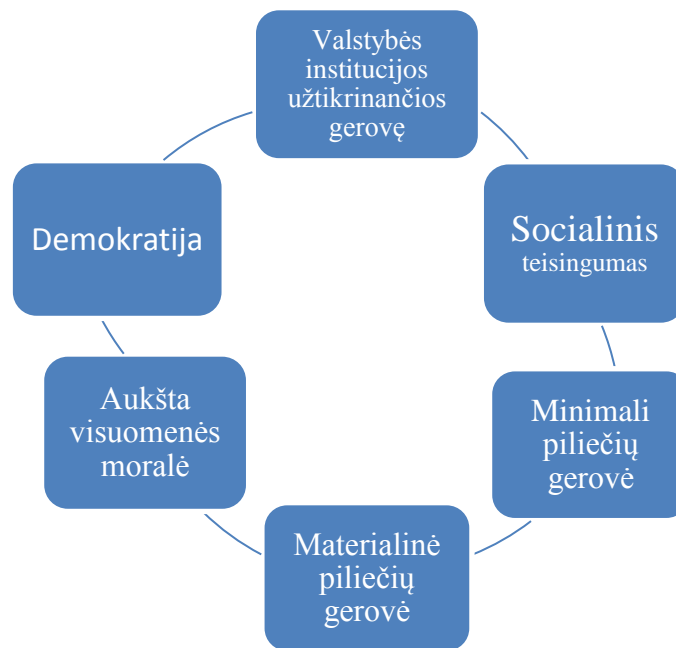 Valstybės
institucijos
užtikrinančios
gerovę
Socialinis
teisingumas
Minimali
piliečių
gerovė
Materialinė
piliečių
gerovė
Aukšta
visuomenės
moralė
Demokratija